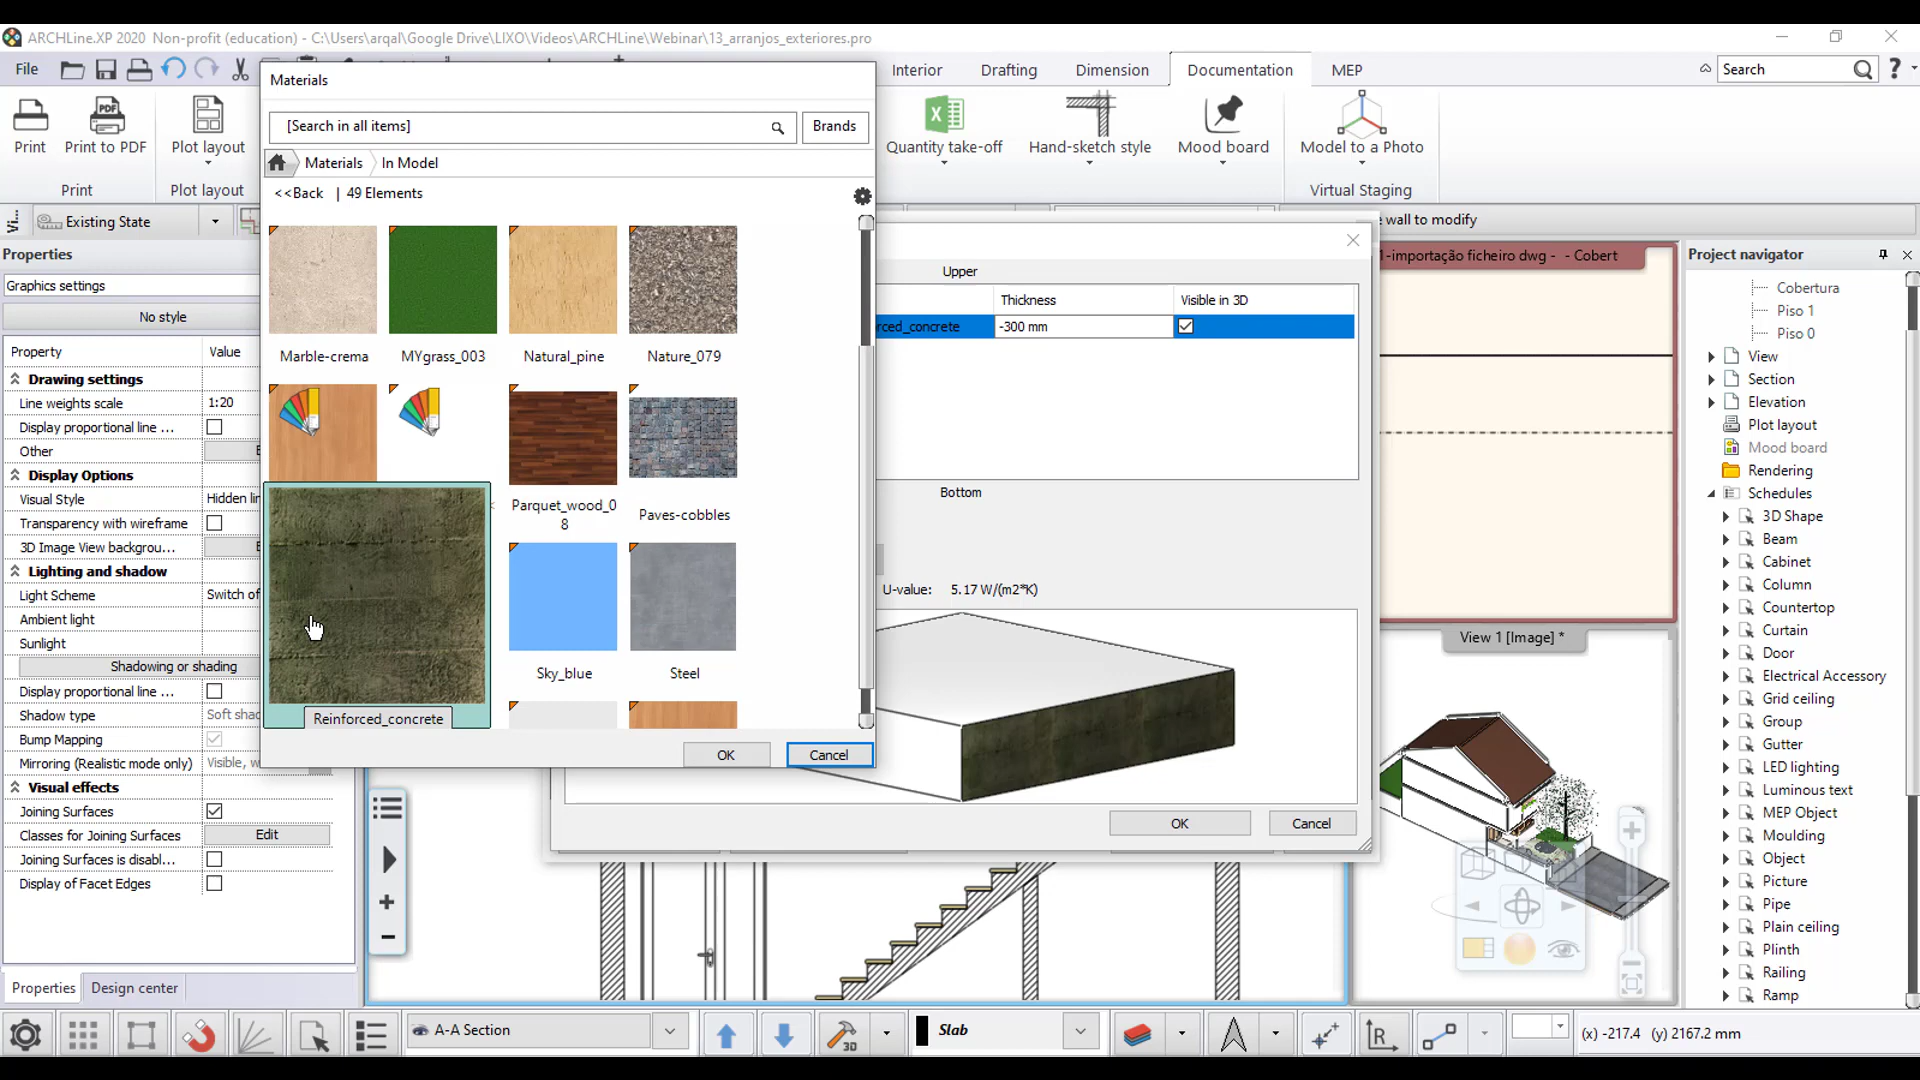 ARCHLine.XP 2020  Non-profit (education) - C:\Users\arqal\Google Drive\LIXO\Videos\ARCHLine\Webinar\13_arranjos_exteriores.pro
File
Interior
Drafting
Dimension
Documentation
MEP
Search
?
Print
Print to PDF
Plot layout
Quantity take-off
Hand-sketch style
Mood board
Model to a Photo
Print
Plot layout
Virtual Staging
Existing State
wall to modify
Materials
[Search in all items]
Brands
Materials
In Model
<<Back | 49 Elements
Marble-crema
MYgrass_003
Natural_pine
Nature_079
Parquet_wood_0
8
Paves-cobbles
Reinforced_concrete
Sky_blue
Steel
OK
Cancel
Properties
Graphics settings
No style
Property
Value
Drawing settings
Line weights scale
1:20
Display proportional line ...
Other
Display Options
Visual Style
Hidden li
Transparency with wireframe
3D Image View backgrou...
Lighting and shadow
Light Scheme
Switch of
Ambient light
Sunlight
Shadowing or shading
Display proportional line ...
Shadow type
Soft shad
Bump Mapping
Mirroring (Realistic mode only)
Visible, w
Visual effects
Joining Surfaces
Classes for Joining Surfaces
Edit
Joining Surfaces is disabl...
Display of Facet Edges
Properties
Design center
Upper
Thickness
Visible in 3D
rced_concrete
-300 mm
Bottom
U-value:
5.17 W/(m2*K)
OK
Cancel
1-importação ficheiro dwg - - Cobert
View 1 [Image] *
Project navigator
Cobertura
Piso 1
Piso 0
View
Section
Elevation
Plot layout
Mood board
Rendering
Schedules
3D Shape
Beam
Cabinet
Column
Countertop
Curtain
Door
Electrical Accessory
Grid ceiling
Group
Gutter
LED lighting
Luminous text
MEP Object
Moulding
Object
Picture
Pipe
Plain ceiling
Plinth
Railing
Ramp
A-A Section
3D
Slab
R
(x) -217.4   (y) 2167.2 mm